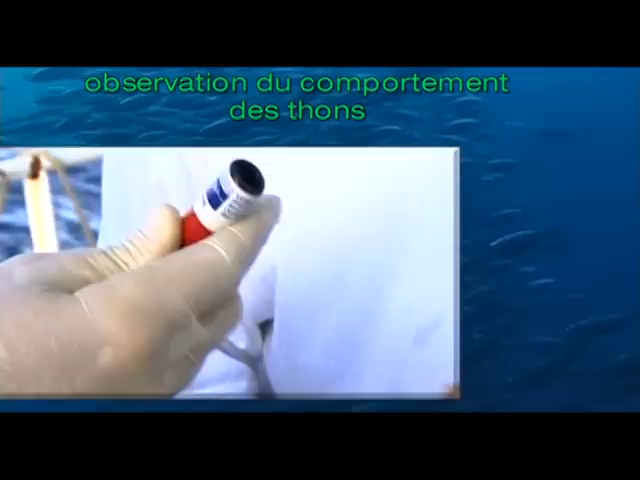 observation du comportement
des thons